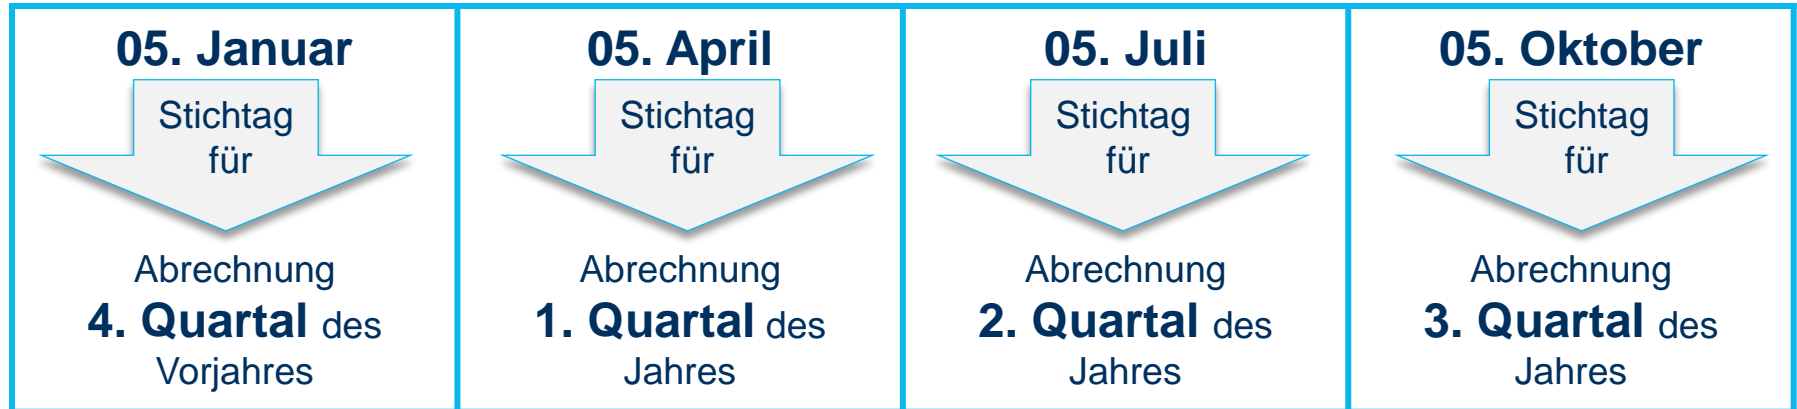 05. Januar
Stichtag
für
Abrechnung
4. Quartal des
Vorjahres
05. April
Stichtag
für
Abrechnung
1. Quartal des
Jahres
05. Juli
Stichtag
für
Abrechnung
2. Quartal des
Jahres
05. Oktober
Stichtag
für
Abrechnung
3. Quartal des
Jahres